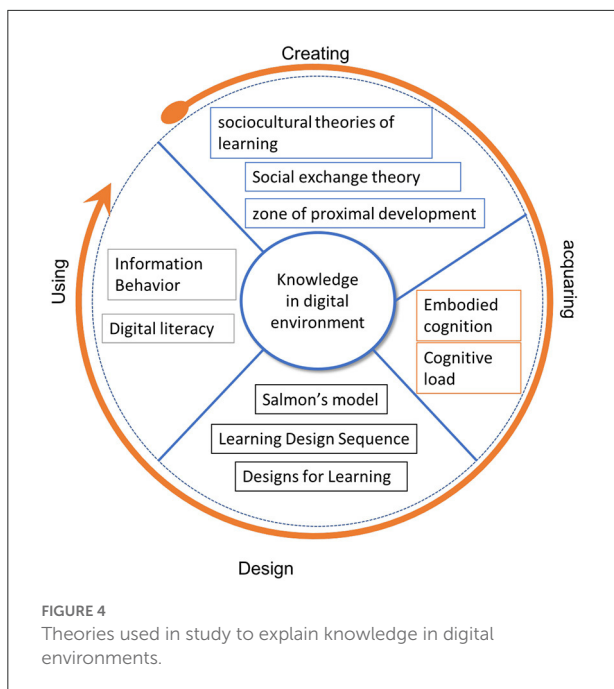 Creating
sociocultural theories of
learning
Social exchange theory
zone of proximal development
acquaring
Embodied
cognition
Cognitive
load
Knowledge
in digital
environment
Using
Information
Behavior
Digital literacy
Salmon's model
Learning Design Sequence
Designs for Learning
Design
FIGURE 4
Theories used in study to explain knowledge in digital
environments.